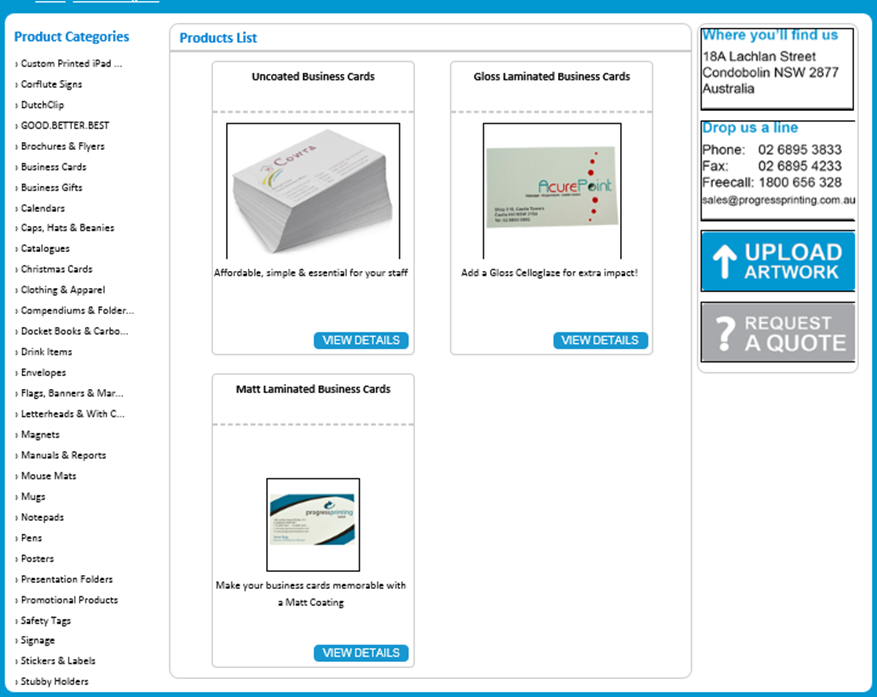 Product Categories
› Custom Printed iPad ...
› Corflute Signs
› DutchClip
› GOOD.BETTER.BEST
› Brochures & Flyers
› Business Cards
› Business Gifts
› Calendars
› Caps, Hats & Beanies
› Catalogues
› Christmas Cards
› Clothing & Apparel
› Compendiums & Folder...
› Docket Books & Carbo...
› Drink Items
› Envelopes
› Flags, Banners & Mar...
› Letterheads & With C...
› Magnets
› Manuals & Reports
› Mouse Mats
› Mugs
› Notepads
› Pens
› Posters
› Presentation Folders
› Promotional Products
› Safety Tags
› Signage
› Stickers & Labels
› Stubby Holders
Products List
Uncoated Business Cards
Cowra
Affordable, simple & essential for your staff
VIEW DETAILS
Gloss Laminated Business Cards
AcurePoint
Add a Gloss Celloglaze for extra impact!
VIEW DETAILS
Matt Laminated Business Cards
progressprinting
Make your business cards memorable with
a Matt Coating
VIEW DETAILS
Where you'll find us
18A Lachlan Street
Condobolin NSW 2877
Australia
Drop us a line
Phone: 02 6895 3833
Fax: 02 6895 4233
Freecall: 1800 656 328
sales@progressprinting.com.au
UPLOAD
ARTWORK
? REQUEST
A QUOTE